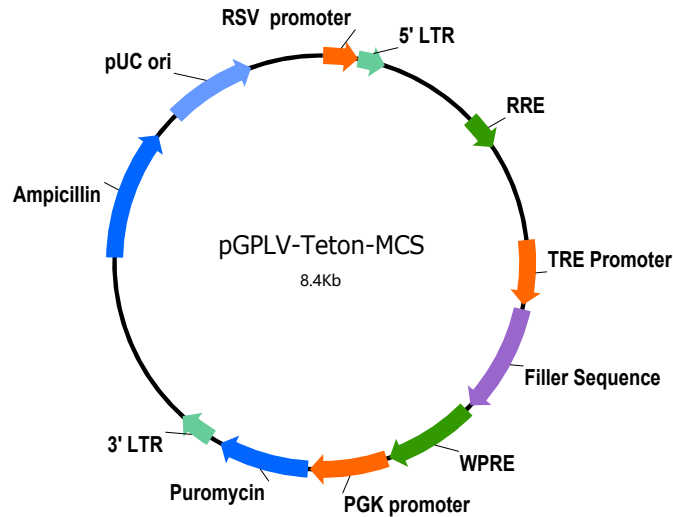 RSV promoter
5' LTR
pUC ori
RRE
Ampicillin
pGPLV-Teton-MCS
8.4Kb
TRE Promoter
Filler Sequence
3' LTR
WPRE
Puromycin
PGK promoter